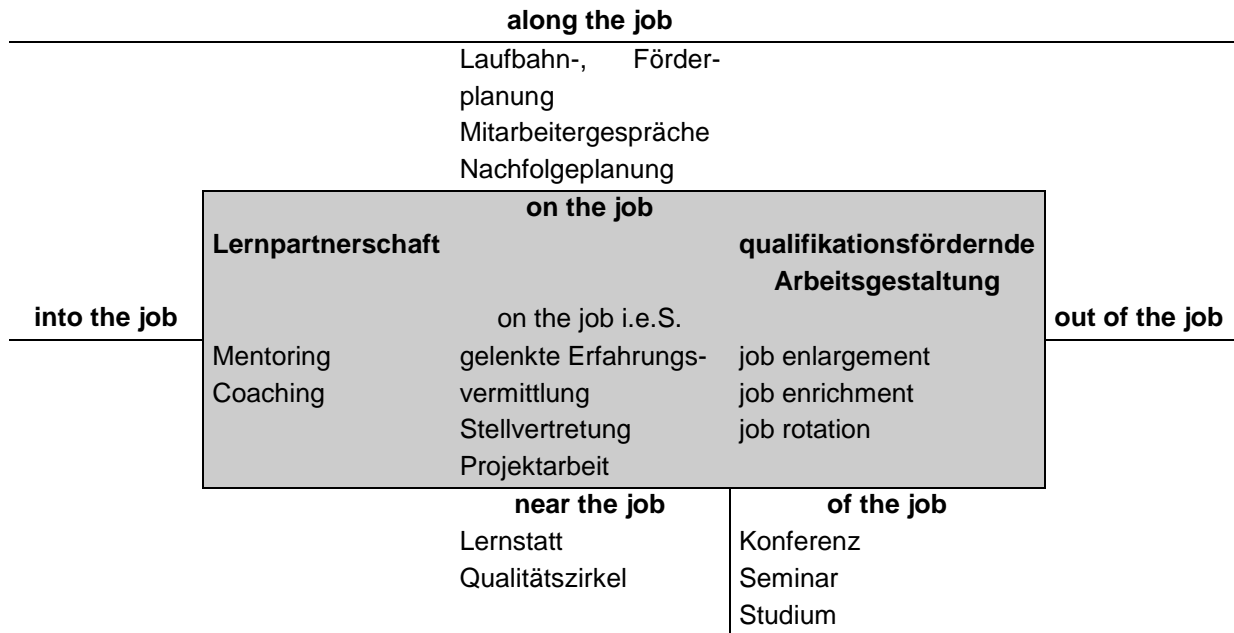 along the job
Laufbahn-, Förder-
planung
Mitarbeitergespräche
Nachfolgeplanung
on the job
Lernpartnerschaft qualifikationsfördernde
Arbeitsgestaltung
into the job on the job i.e.S. out of the job
Mentoring gelenkte Erfahrungs- job enlargement
Coaching vermittlung job enrichment
Stellvertretung job rotation
Projektarbeit
near the job of the job
Lernstatt Konferenz
Qualitätszirkel Seminar
Studium